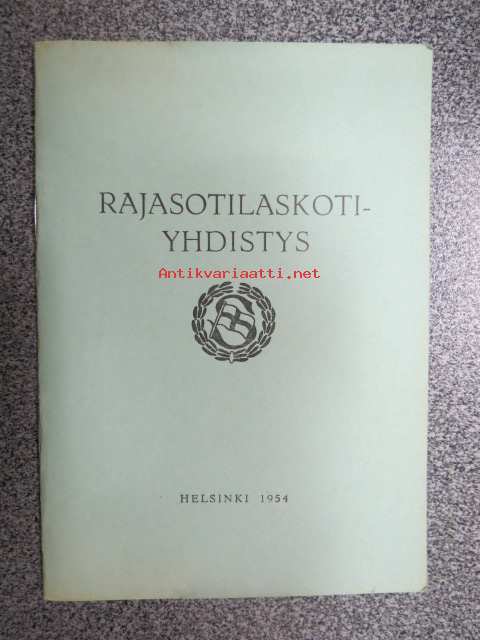 RAJASOTILASKOTI-
YHDISTYS
Antikvariaatti.net
HELSINKI 1954